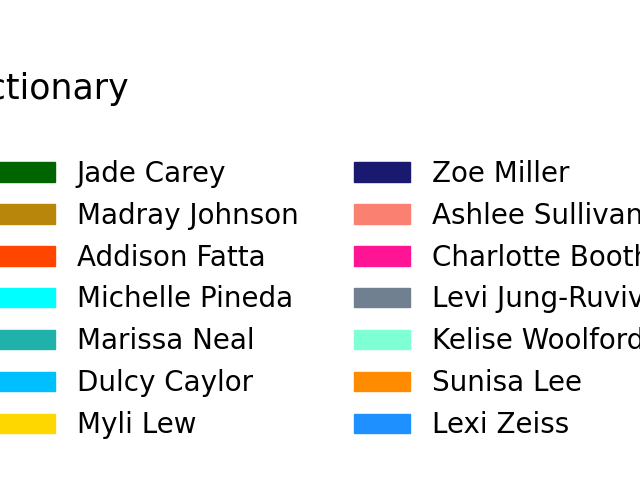 ctionary
Jade Carey
Madray Johnson
Addison Fatta
Michelle Pineda
Marissa Neal
Dulcy Caylor
Myli Lew
Zoe Miller
Ashlee Sullivan
Charlotte Booth
Levi Jung-Ruviv
Kelise Woolford
Sunisa Lee
Lexi Zeiss